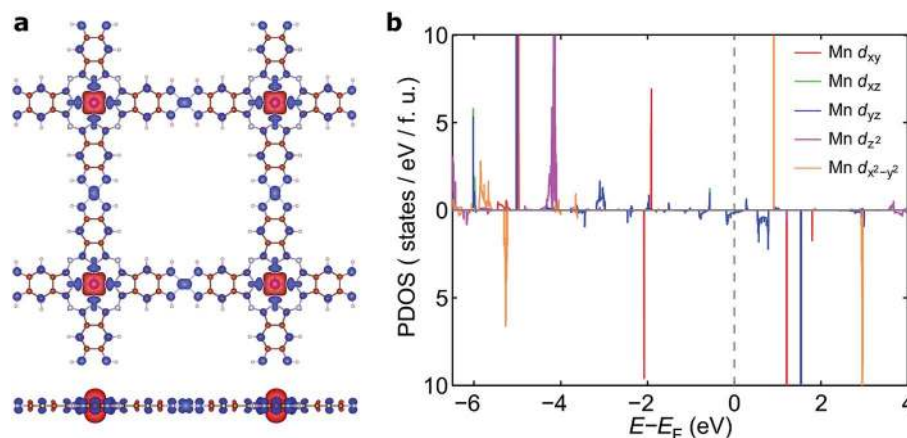 a
b
10
5
0
5
10
PDOS ( states / eV / f. u. )
Mn dxy
Mn dxz
Mn dyz
Mn dz²
Mn dx²−y²
−6 −4 −2 0 2 4
E−EF (eV)